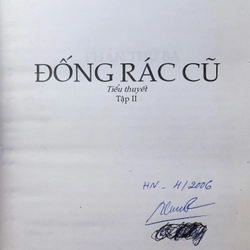 ĐỐNG RÁC CŨ
Tiểu thuyết
Tập II
HN - 4/2006